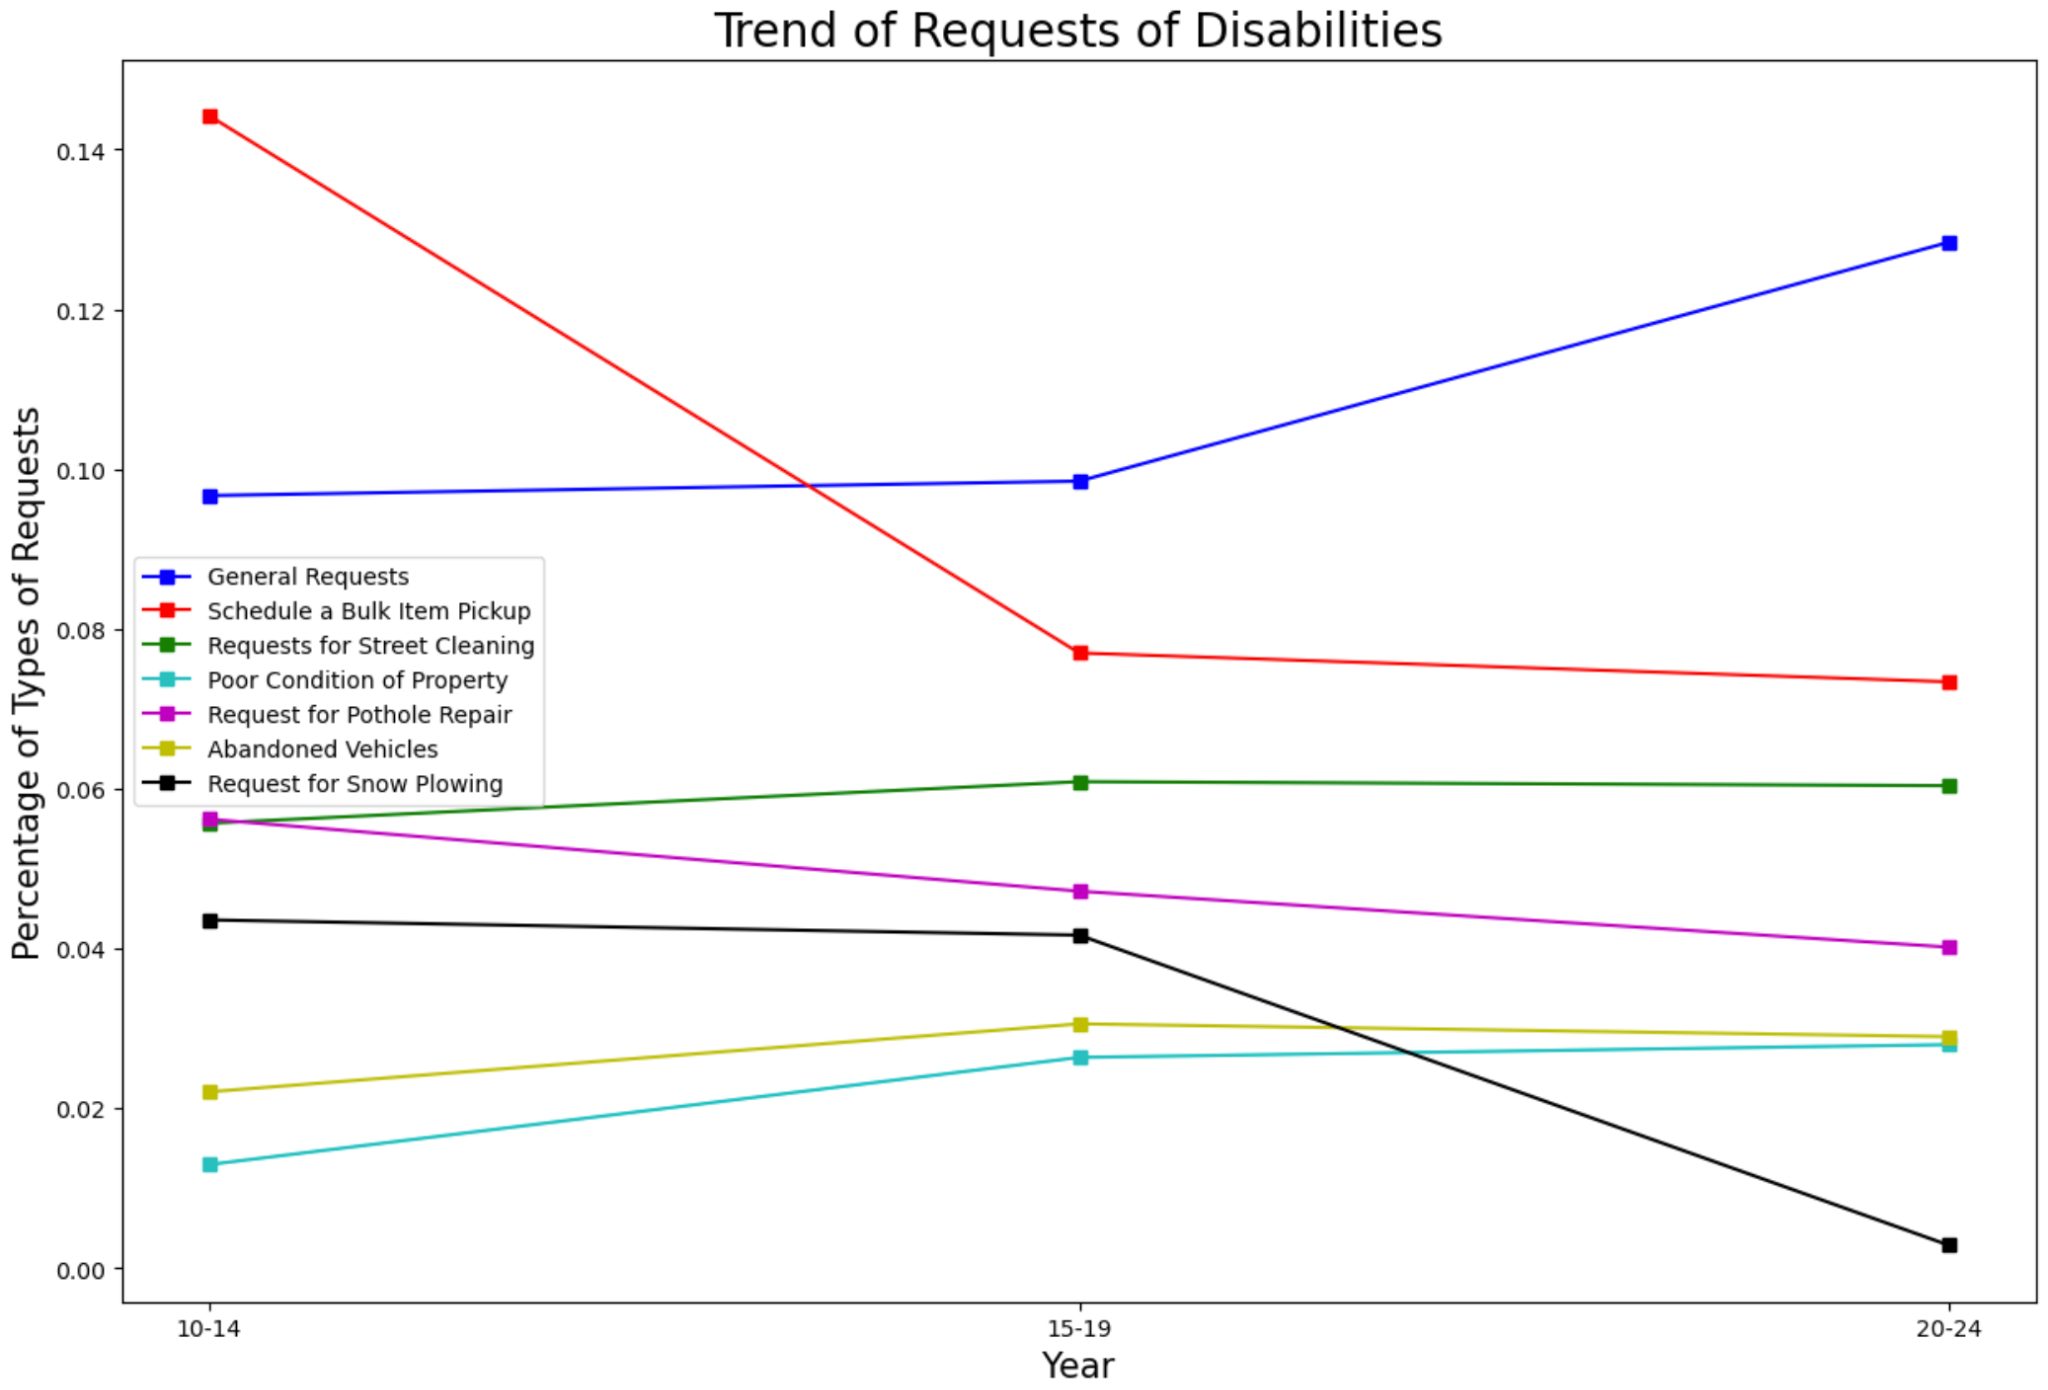 Trend of Requests of Disabilities
Percentage of Types of Requests
0.14
0.12
0.10
0.08
0.06
0.04
0.02
0.00
General Requests
Schedule a Bulk Item Pickup
Requests for Street Cleaning
Poor Condition of Property
Request for Pothole Repair
Abandoned Vehicles
Request for Snow Plowing
10-14
15-19
20-24
Year